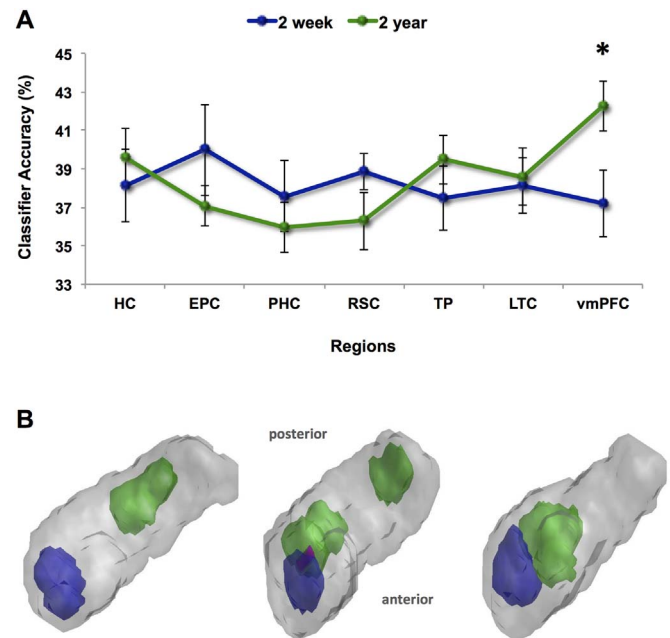 A
2 week 2 year
*
45
43
41
39
37
35
33
Classifier Accuracy (%)
HC EPC PHC RSC TP LTC vmPFC
Regions
B
posterior
anterior